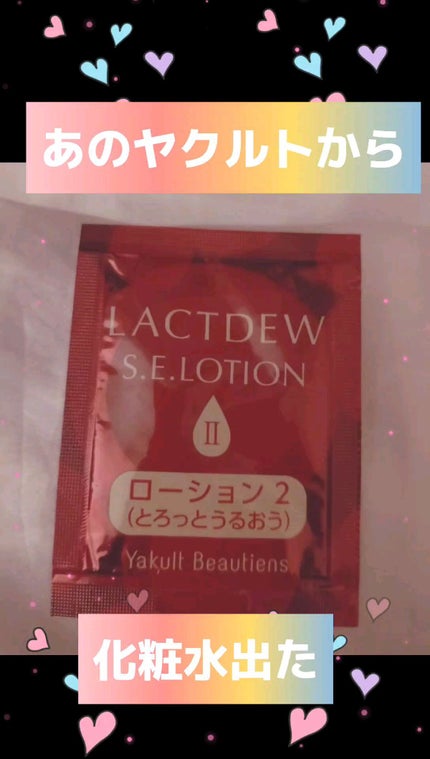 あのヤクルトから
LACTDEW
S.E.LOTION
II
ローション2
(とろっとうるおう)
Yakult Beautiens
化粧水出た